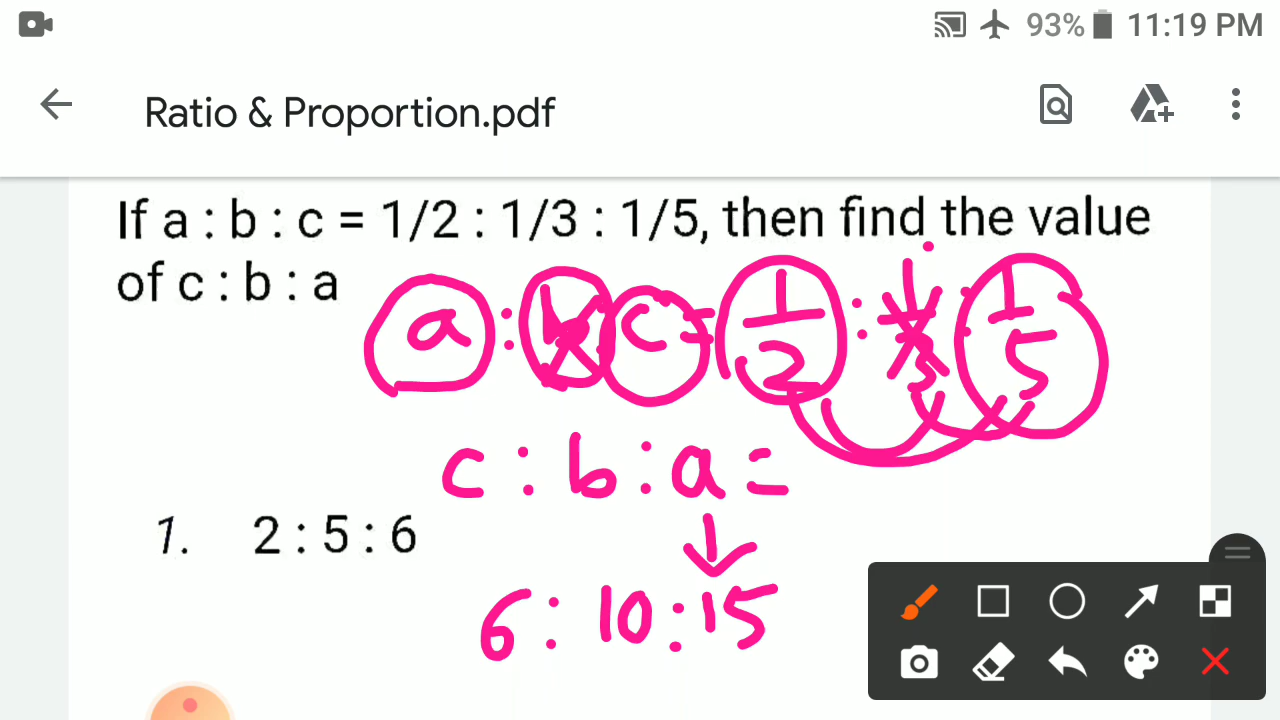 93% 11:19 PM
Ratio & Proportion.pdf
If a : b : c = 1/2 : 1/3 : 1/5, then find the value
of c : b : a
a : b : c = 1/2 : 1/3 : 1/5
c : b : a =
1. 2 : 5 : 6
6 : 10 : 15